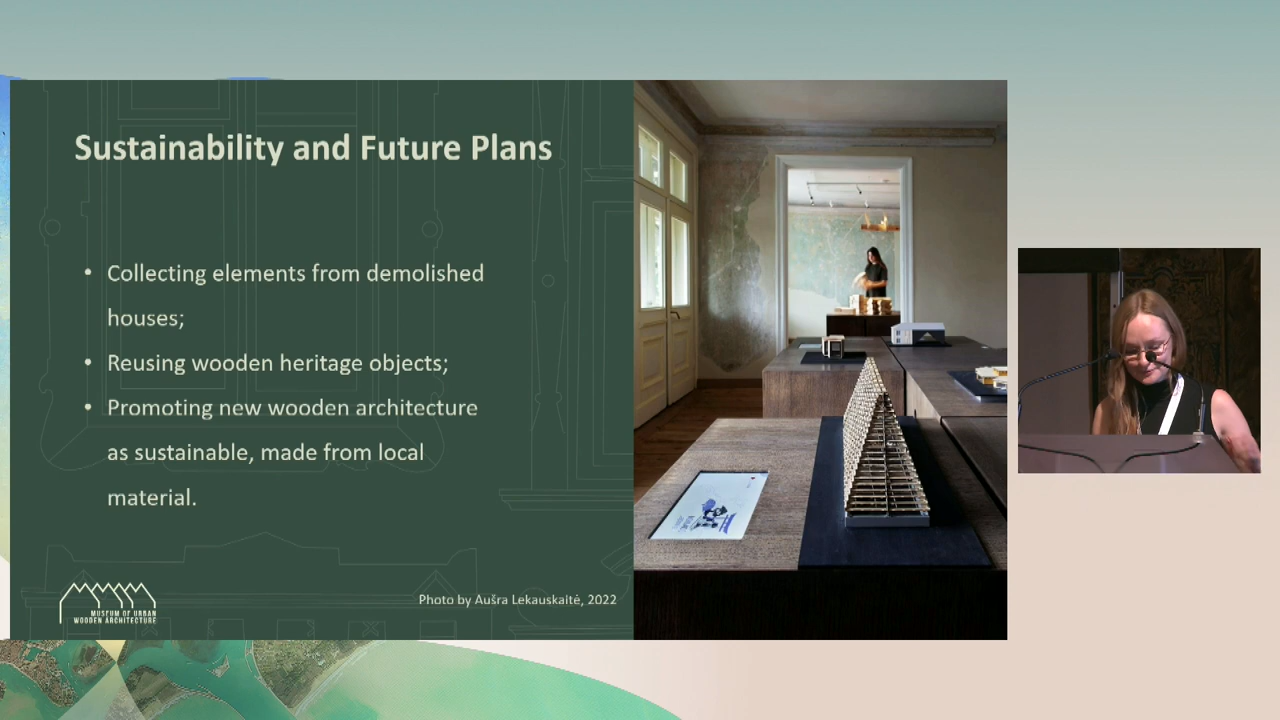 Sustainability and Future Plans
• Collecting elements from demolished
houses;
• Reusing wooden heritage objects;
• Promoting new wooden architecture
as sustainable, made from local
material.
MUSEUM OF URBAN
WOODEN ARCHITECTURE
Photo by Aušra Lekauskaitė, 2022